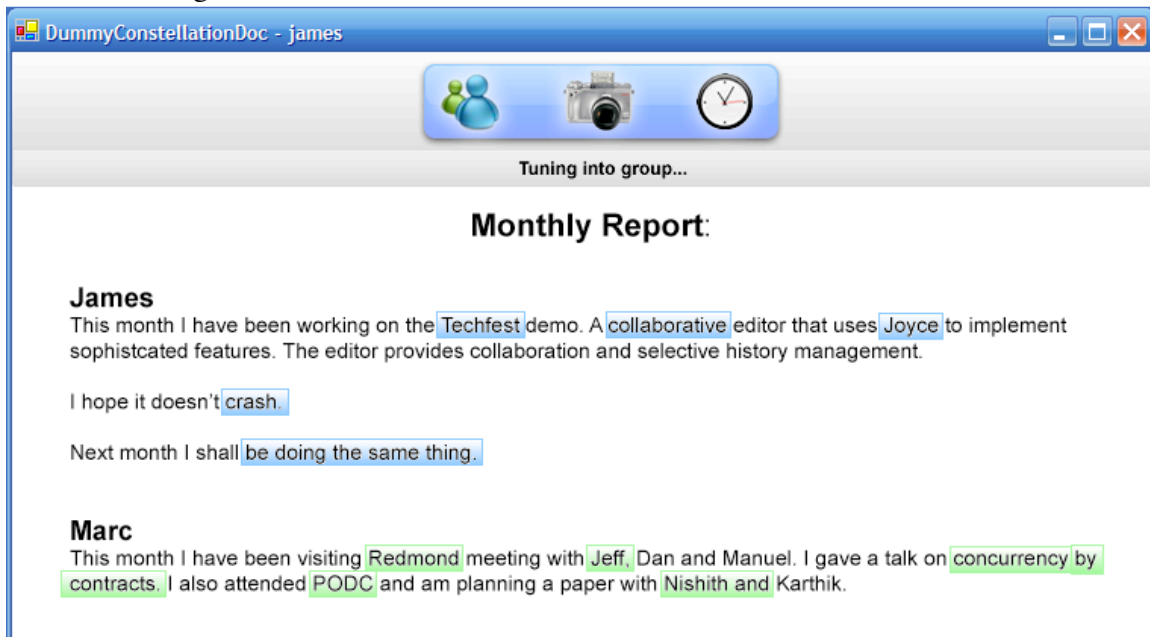 DummyConstellationDoc - james
Tuning into group...
Monthly Report:
James
This month I have been working on the Techfest demo. A collaborative editor that uses Joyce to implement
sophistcated features. The editor provides collaboration and selective history management.
I hope it doesn't crash.
Next month I shall be doing the same thing.
Marc
This month I have been visiting Redmond meeting with Jeff, Dan and Manuel. I gave a talk on concurrency by
contracts. I also attended PODC and am planning a paper with Nishith and Karthik.